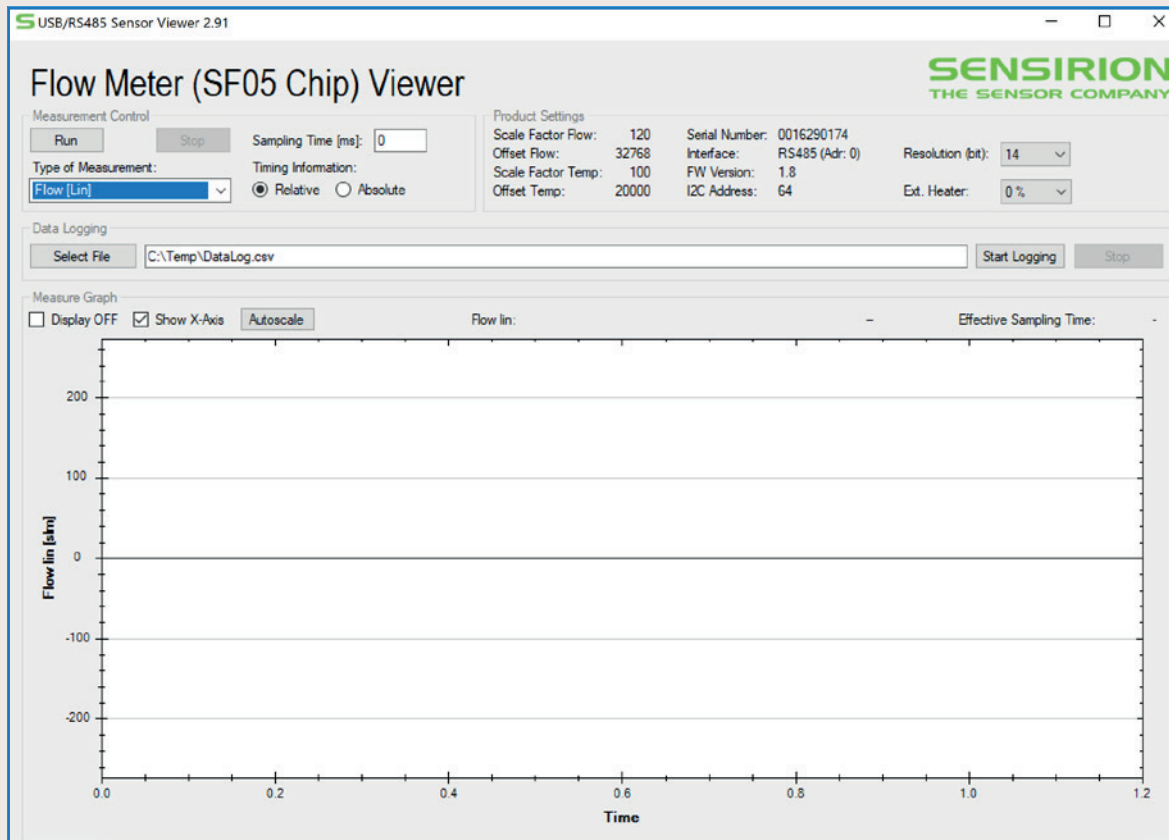 S USB/RS485 Sensor Viewer 2.91
Flow Meter (SF05 Chip) Viewer
SENSIRION
THE SENSOR COMPANY
Measurement Control
Run Stop Sampling Time [ms]: 0
Type of Measurement: Timing Information:
Flow [Lin] Relative Absolute
Product Settings
Scale Factor Flow: 120 Serial Number: 0016290174
Offset Flow: 32768 Interface: RS485 (Adr: 0) Resolution (bit): 14
Scale Factor Temp: 100 FW Version: 1.8
Offset Temp: 20000 I2C Address: 64 Ext. Heater: 0 %
Data Logging
Select File C:\Temp\DataLog.csv Start Logging Stop
Measure Graph
Display OFF Show X-Axis Autoscale Flow lin: – Effective Sampling Time: -
200
100
0
-100
-200
Flow lin [slm]
0.0 0.2 0.4 0.6 0.8 1.0 1.2
Time